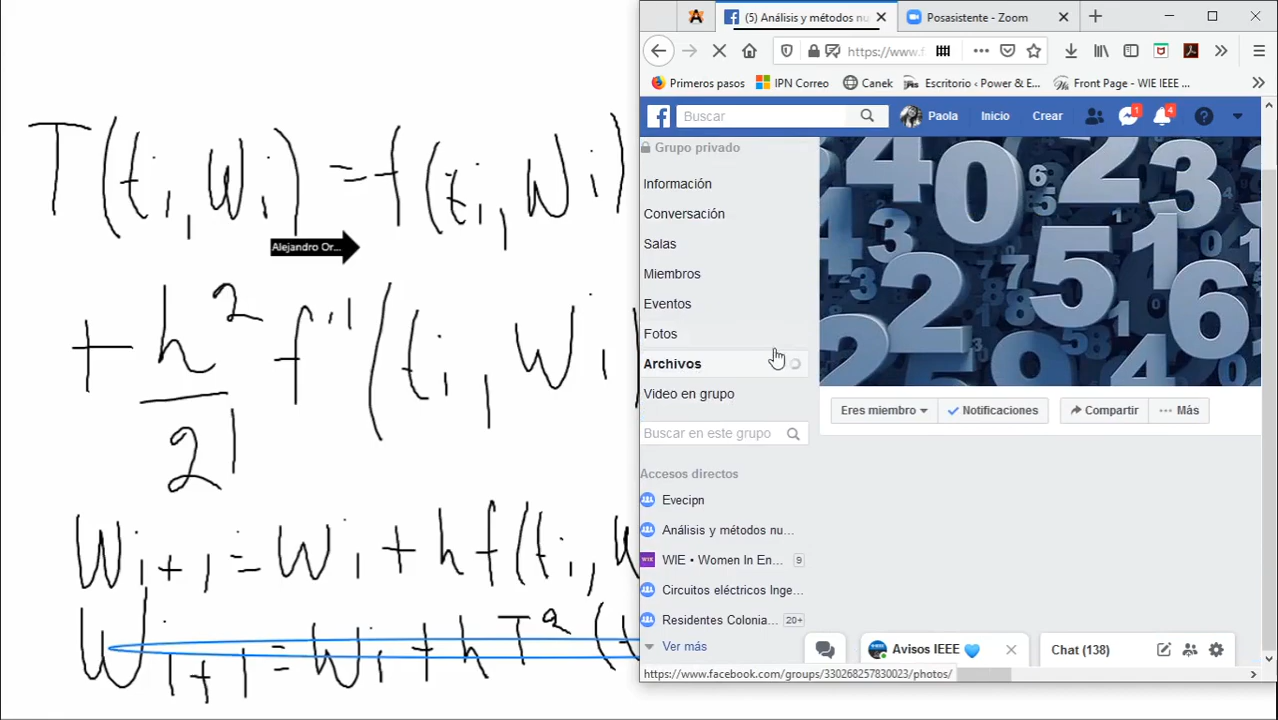 T(ti, Wi) = f(ti, Wi)
Alejandro Or...
+ h²/2! f''(ti, Wi
Wi+1 = Wi + hf(ti, W
Wi+1 = Wi + hT²(t
(5) Análisis y métodos nu
Posasistente - Zoom
https://www.f
Primeros pasos
IPN Correo
Canek
Escritorio ‹ Power & E...
Front Page - WIE IEEE ...
Buscar
Paola
Inicio
Crear
1
4
Grupo privado
Información
Conversación
Salas
Miembros
Eventos
Fotos
Archivos
Video en grupo
Buscar en este grupo
Eres miembro
Notificaciones
Compartir
Más
Accesos directos
Evecipn
Análisis y métodos nu...
WIE • Women In En... 9
Circuitos eléctricos Inge...
Residentes Colonia... 20+
Ver más
Avisos IEEE
Chat (138)
https://www.facebook.com/groups/330268257830023/photos/